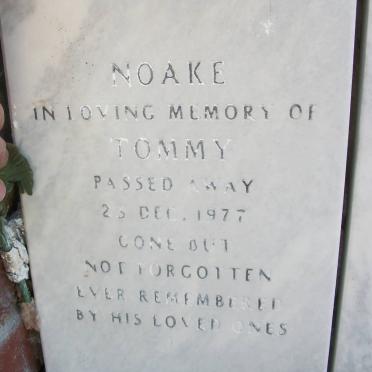 NOAKE
IN LOVING MEMORY OF
TOMMY
PASSED AWAY
DEC. 1977
GONE BUT
NOT FORGOTTEN
EVER REMEMBERED
BY HIS LOVED ONES